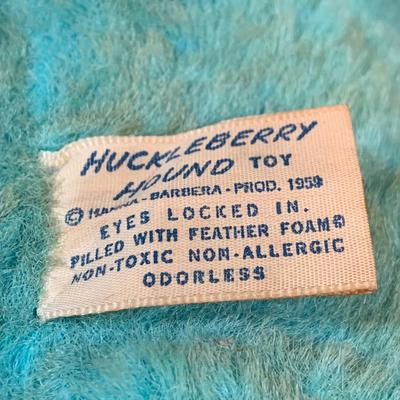 HUCKLEBERRY
HOUND TOY
© HANNA-BARBERA-PROD. 1959
EYES LOCKED IN.
FILLED WITH FEATHER FOAM®
NON-TOXIC NON-ALLERGIC
ODORLESS